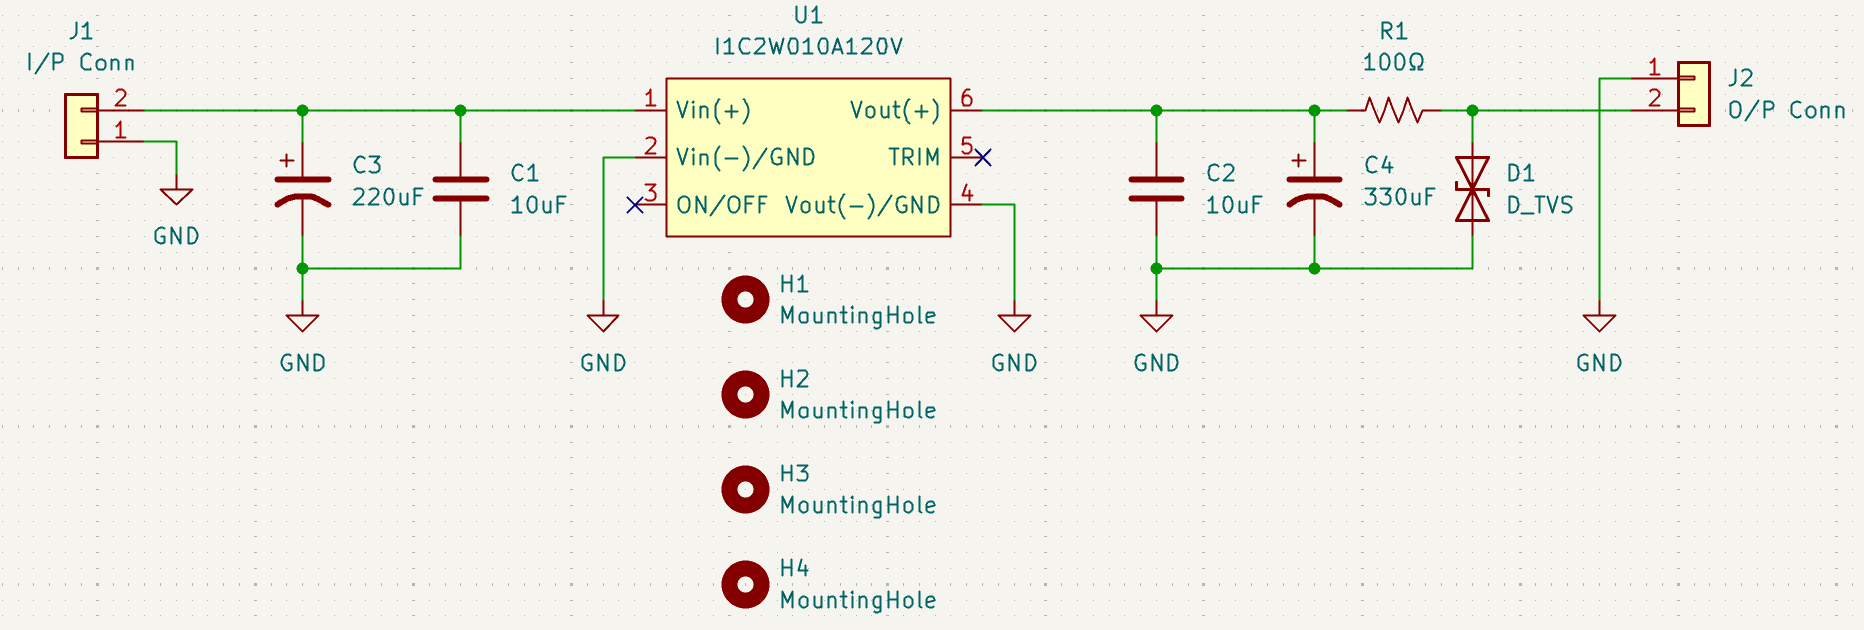 J1
I/P Conn
2
1
GND
C3
220uF
GND
C1
10uF
U1
I1C2W010A120V
1
Vin(+)
2
Vin(-)/GND
3
ON/OFF
Vout(+)
6
TRIM
5
Vout(-)/GND
4
GND
GND
H1
MountingHole
H2
MountingHole
H3
MountingHole
H4
MountingHole
C2
10uF
GND
C4
330uF
R1
100Ω
D1
D_TVS
1
2
J2
O/P Conn
GND